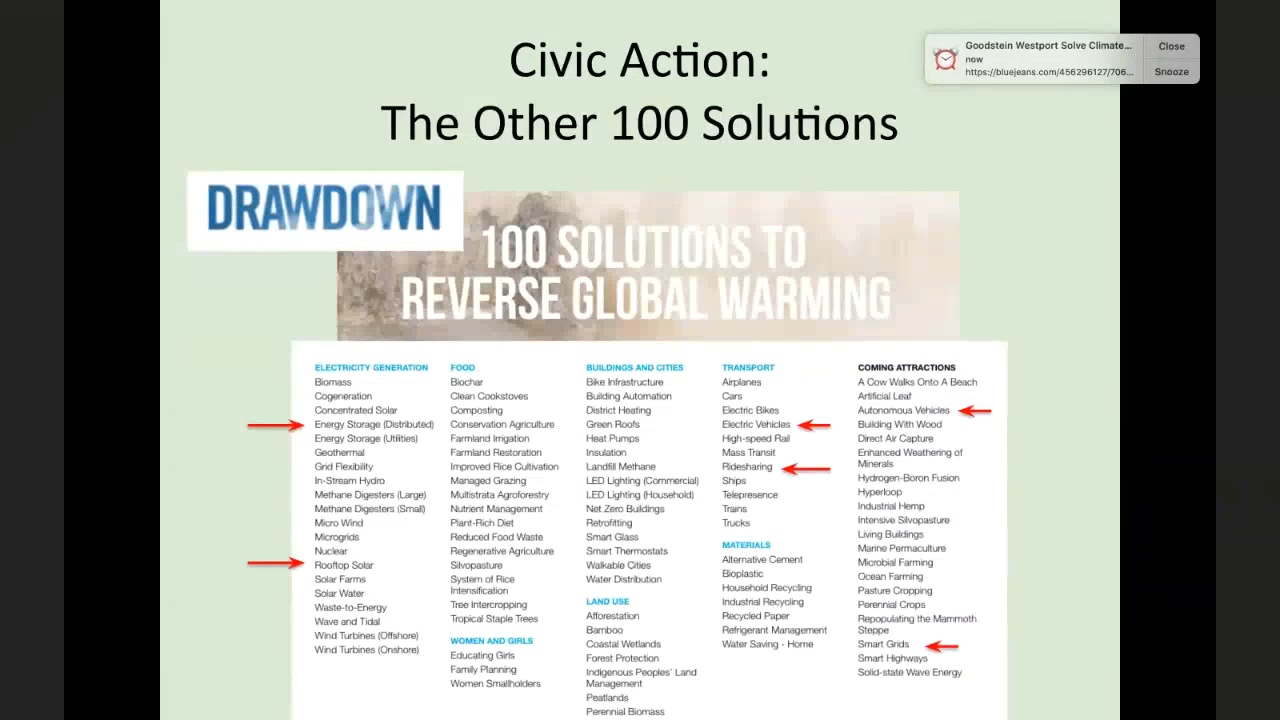 Civic Action:
The Other 100 Solutions
Goodstein Westport Solve Climate...
now
https://bluejeans.com/456296127/706...
Close
Snooze
DRAWDOWN
100 SOLUTIONS TO
REVERSE GLOBAL WARMING
ELECTRICITY GENERATION
Biomass
Cogeneration
Concentrated Solar
Energy Storage (Distributed)
Energy Storage (Utilities)
Geothermal
Grid Flexibility
In-Stream Hydro
Methane Digesters (Large)
Methane Digesters (Small)
Micro Wind
Microgrids
Nuclear
Rooftop Solar
Solar Farms
Solar Water
Waste-to-Energy
Wave and Tidal
Wind Turbines (Offshore)
Wind Turbines (Onshore)
FOOD
Biochar
Clean Cookstoves
Composting
Conservation Agriculture
Farmland Irrigation
Farmland Restoration
Improved Rice Cultivation
Managed Grazing
Multistrata Agroforestry
Nutrient Management
Plant-Rich Diet
Reduced Food Waste
Regenerative Agriculture
Silvopasture
System of Rice
Intensification
Tree Intercropping
Tropical Staple Trees
WOMEN AND GIRLS
Educating Girls
Family Planning
Women Smallholders
BUILDINGS AND CITIES
Bike Infrastructure
Building Automation
District Heating
Green Roofs
Heat Pumps
Insulation
Landfill Methane
LED Lighting (Commercial)
LED Lighting (Household)
Net Zero Buildings
Retrofitting
Smart Glass
Smart Thermostats
Walkable Cities
Water Distribution
LAND USE
Afforestation
Bamboo
Coastal Wetlands
Forest Protection
Indigenous Peoples' Land
Management
Peatlands
Perennial Biomass
TRANSPORT
Airplanes
Cars
Electric Bikes
Electric Vehicles
High-speed Rail
Mass Transit
Ridesharing
Ships
Telepresence
Trains
Trucks
MATERIALS
Alternative Cement
Bioplastic
Household Recycling
Industrial Recycling
Recycled Paper
Refrigerant Management
Water Saving - Home
COMING ATTRACTIONS
A Cow Walks Onto A Beach
Artificial Leaf
Autonomous Vehicles
Building With Wood
Direct Air Capture
Enhanced Weathering of
Minerals
Hydrogen-Boron Fusion
Hyperloop
Industrial Hemp
Intensive Silvopasture
Living Buildings
Marine Permaculture
Microbial Farming
Ocean Farming
Pasture Cropping
Perennial Crops
Repopulating the Mammoth
Steppe
Smart Grids
Smart Highways
Solid-state Wave Energy